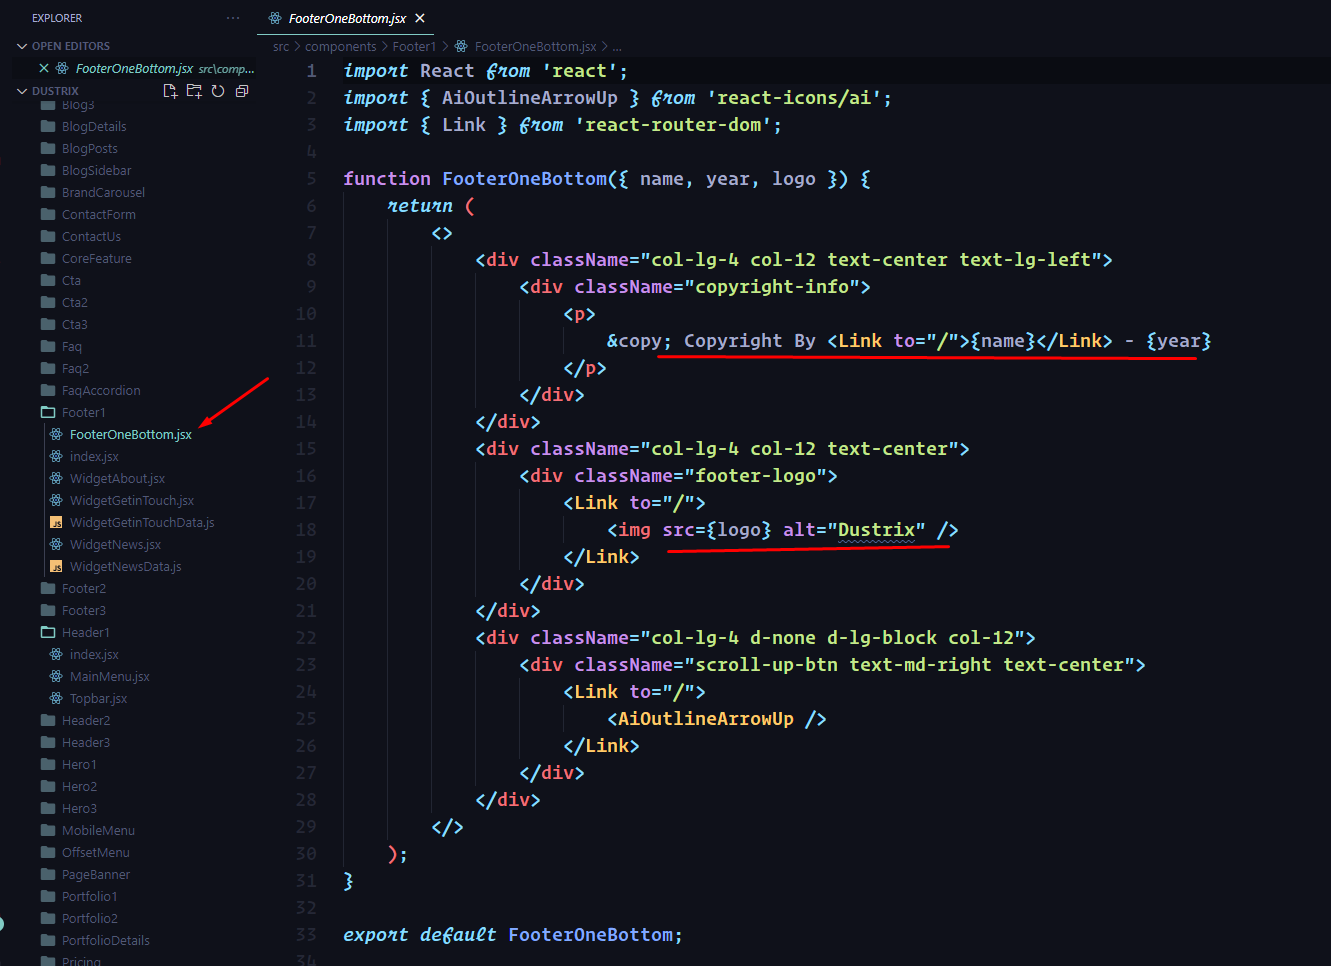 EXPLORER
···
OPEN EDITORS
FooterOneBottom.jsx src\comp...
DUSTRIX
Blog3
BlogDetails
BlogPosts
BlogSidebar
BrandCarousel
ContactForm
ContactUs
CoreFeature
Cta
Cta2
Cta3
Faq
Faq2
FaqAccordion
Footer1
FooterOneBottom.jsx
index.jsx
WidgetAbout.jsx
WidgetGetinTouch.jsx
JS WidgetGetinTouchData.js
WidgetNews.jsx
JS WidgetNewsData.js
Footer2
Footer3
Header1
index.jsx
MainMenu.jsx
Topbar.jsx
Header2
Header3
Hero1
Hero2
Hero3
MobileMenu
OffsetMenu
PageBanner
Portfolio1
Portfolio2
PortfolioDetails
Pricing
FooterOneBottom.jsx
src > components > Footer1 > FooterOneBottom.jsx > ...
1 import React from 'react';
2 import { AiOutlineArrowUp } from 'react-icons/ai';
3 import { Link } from 'react-router-dom';
4
5 function FooterOneBottom({ name, year, logo }) {
6 return (
7 <>
8 <div className="col-lg-4 col-12 text-center text-lg-left">
9 <div className="copyright-info">
10 <p>
11 &copy; Copyright By <Link to="/">{name}</Link> - {year}
12 </p>
13 </div>
14 </div>
15 <div className="col-lg-4 col-12 text-center">
16 <div className="footer-logo">
17 <Link to="/">
18 <img src={logo} alt="Dustrix" />
19 </Link>
20 </div>
21 </div>
22 <div className="col-lg-4 d-none d-lg-block col-12">
23 <div className="scroll-up-btn text-md-right text-center">
24 <Link to="/">
25 <AiOutlineArrowUp />
26 </Link>
27 </div>
28 </div>
29 </>
30 );
31 }
32
33 export default FooterOneBottom;
34